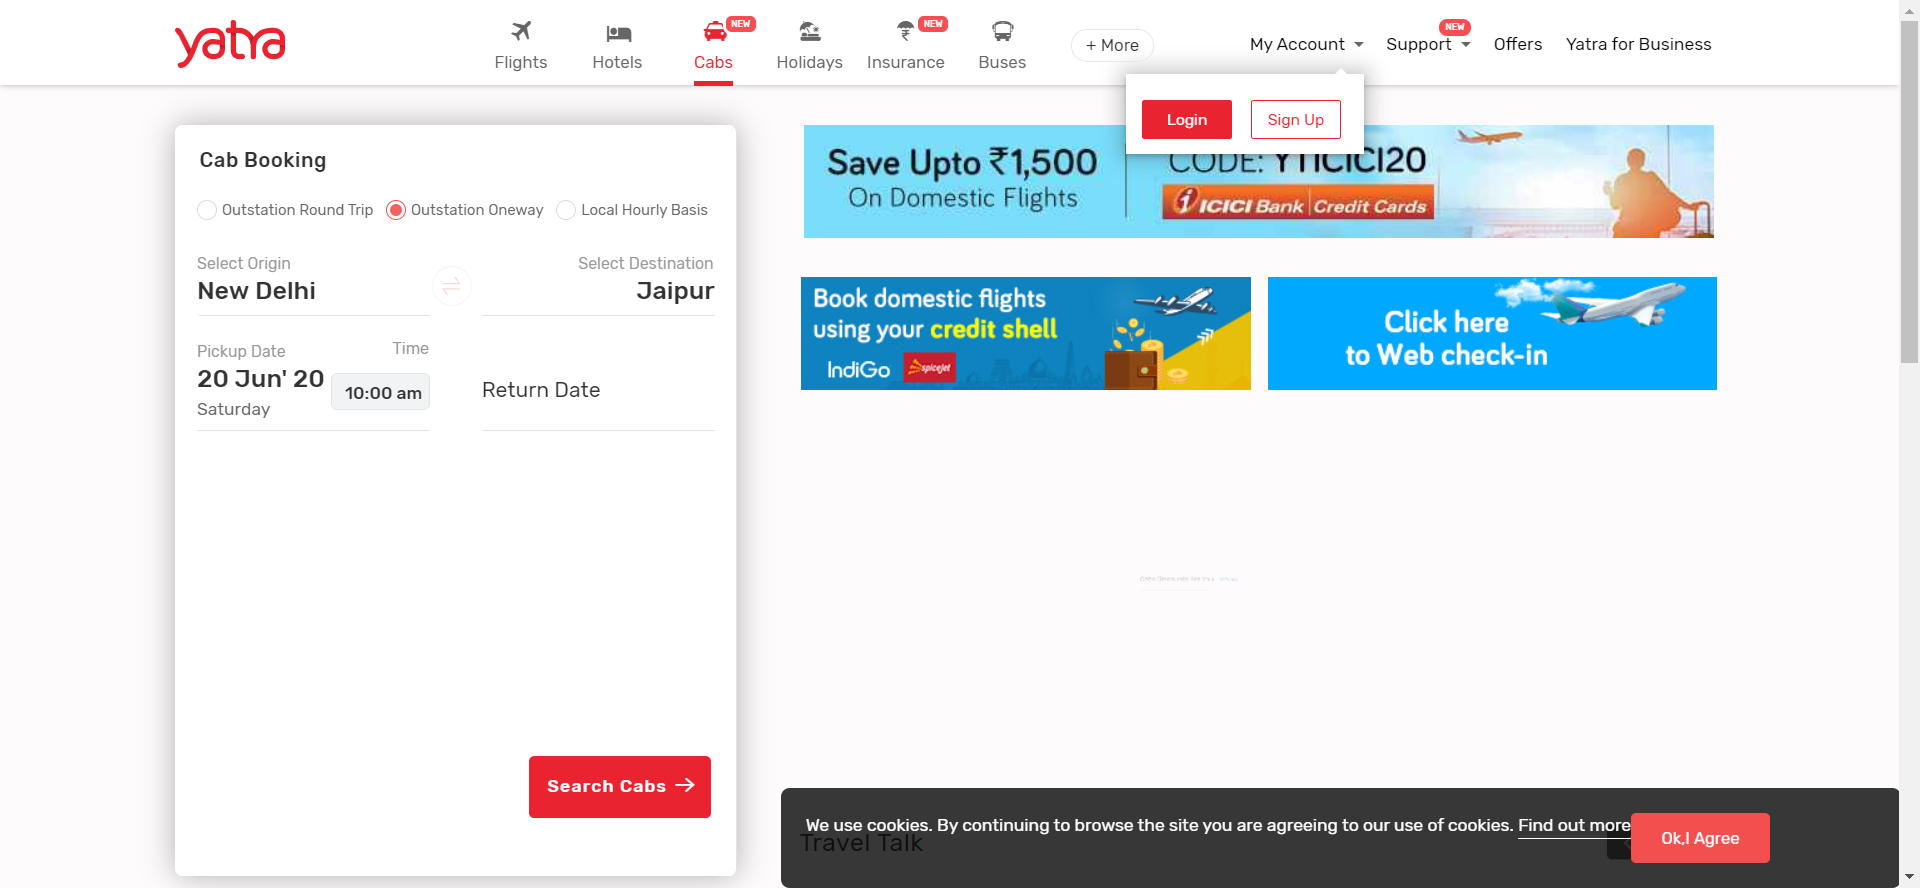 yatra
Flights
Hotels
NEW
Cabs
Holidays
NEW
Insurance
Buses
+ More
My Account
NEW
Support
Offers
Yatra for Business
Login
Sign Up
Cab Booking
Outstation Round Trip
Outstation Oneway
Local Hourly Basis
Select Origin
New Delhi
Select Destination
Jaipur
Pickup Date
20 Jun' 20
Saturday
Time
10:00 am
Return Date
Search Cabs
Save Upto ₹1,500
On Domestic Flights
CODE: YTICICI20
ICICI Bank Credit Cards
Book domestic flights
using your credit shell
IndiGo
spicejet
Click here
to Web check-in
We use cookies. By continuing to browse the site you are agreeing to our use of cookies. Find out more
Ok,I Agree
Travel Talk